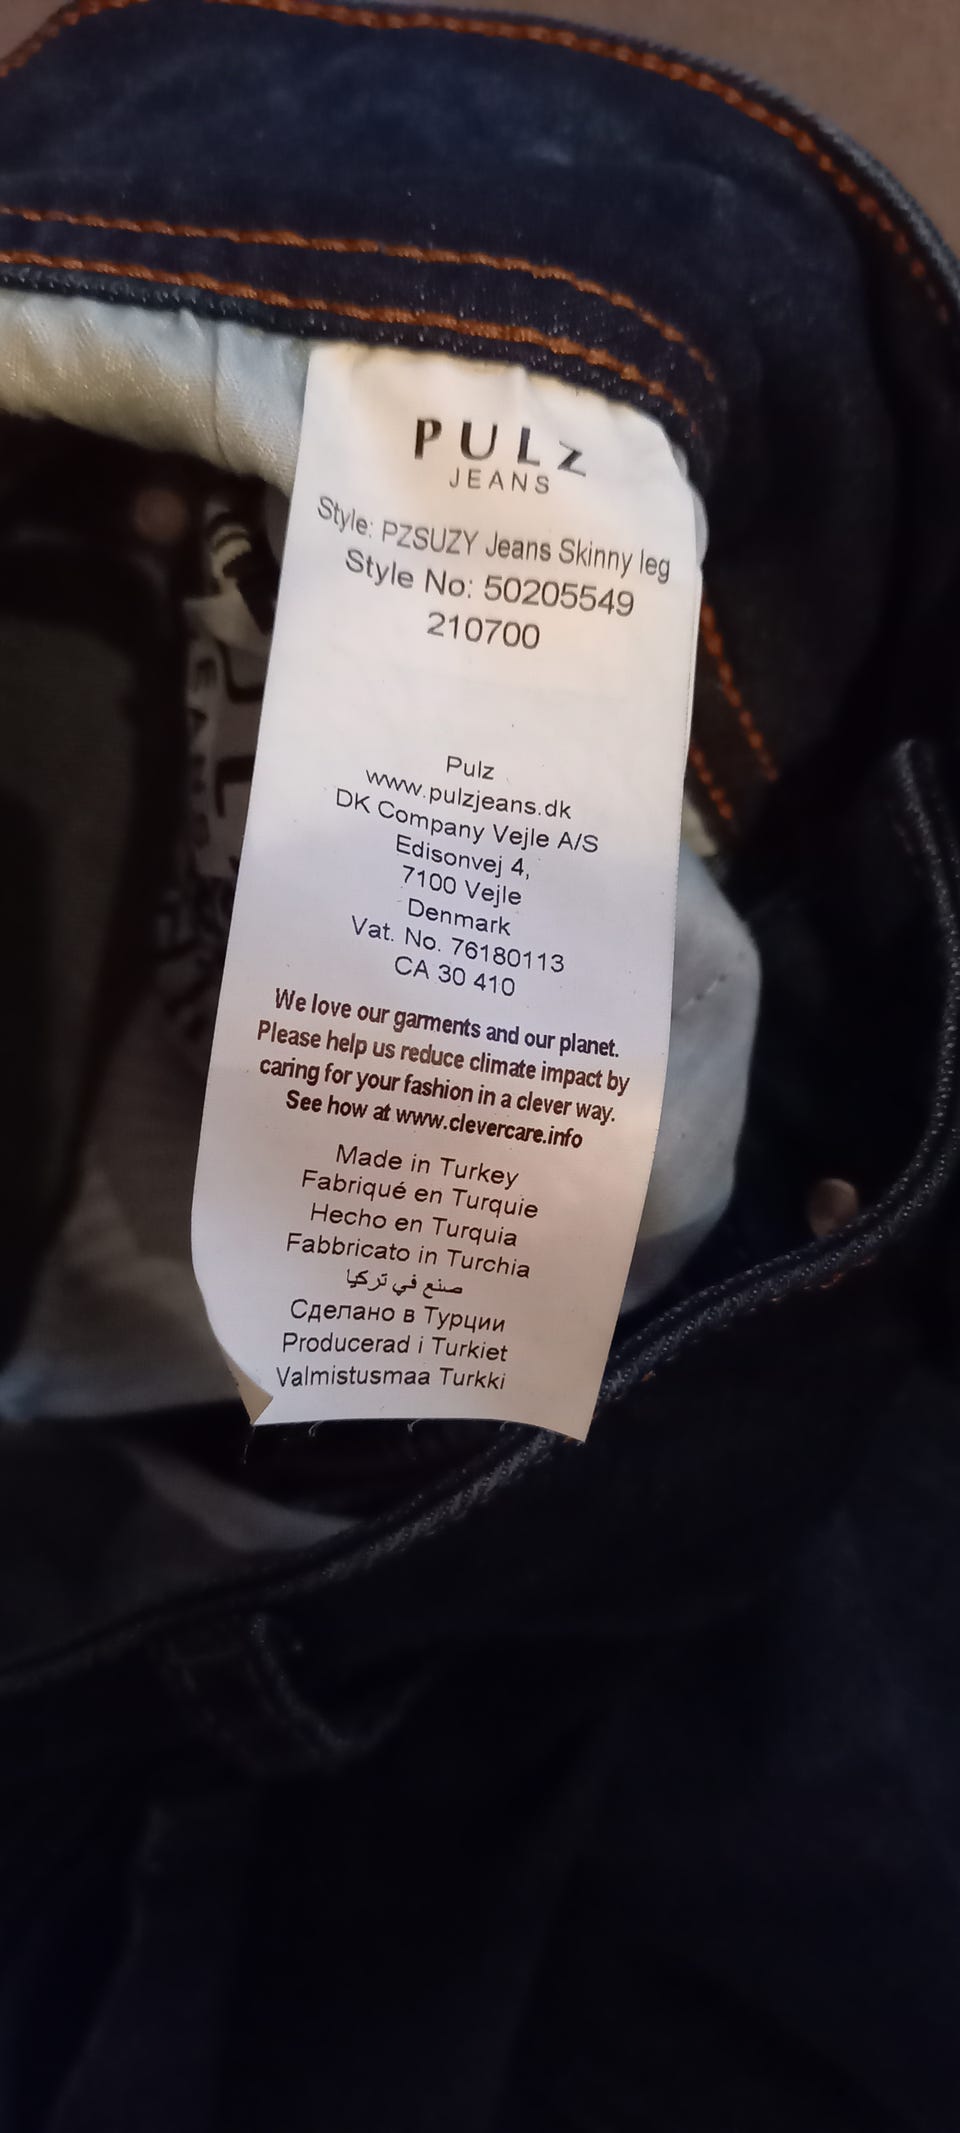 PULz
JEANS
Style: PZSUZY Jeans Skinny leg
Style No: 50205549
210700
Pulz
www.pulzjeans.dk
DK Company Vejle A/S
Edisonvej 4,
7100 Vejle
Denmark
Vat. No. 76180113
CA 30 410
We love our garments and our planet.
Please help us reduce climate impact by
caring for your fashion in a clever way.
See how at www.clevercare.info
Made in Turkey
Fabriqué en Turquie
Hecho en Turquia
Fabbricato in Turchia
صنع في تركيا
Сделано в Турции
Producerad i Turkiet
Valmistusmaa Turkki